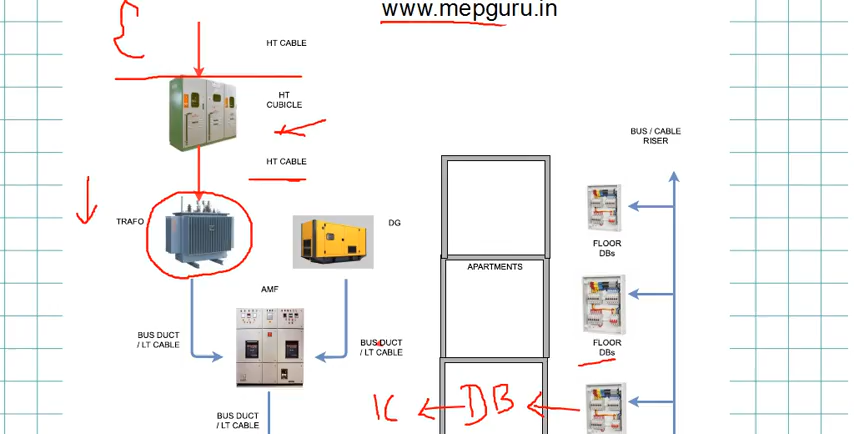 www.mepguru.in
HT CABLE
HT
CUBICLE
HT CABLE
BUS / CABLE
RISER
TRAFO
DG
FLOOR
DBs
APARTMENTS
AMF
BUS DUCT
/ LT CABLE
BUS DUCT
/ LT CABLE
FLOOR
DBs
DB
BUS DUCT
/ LT CABLE